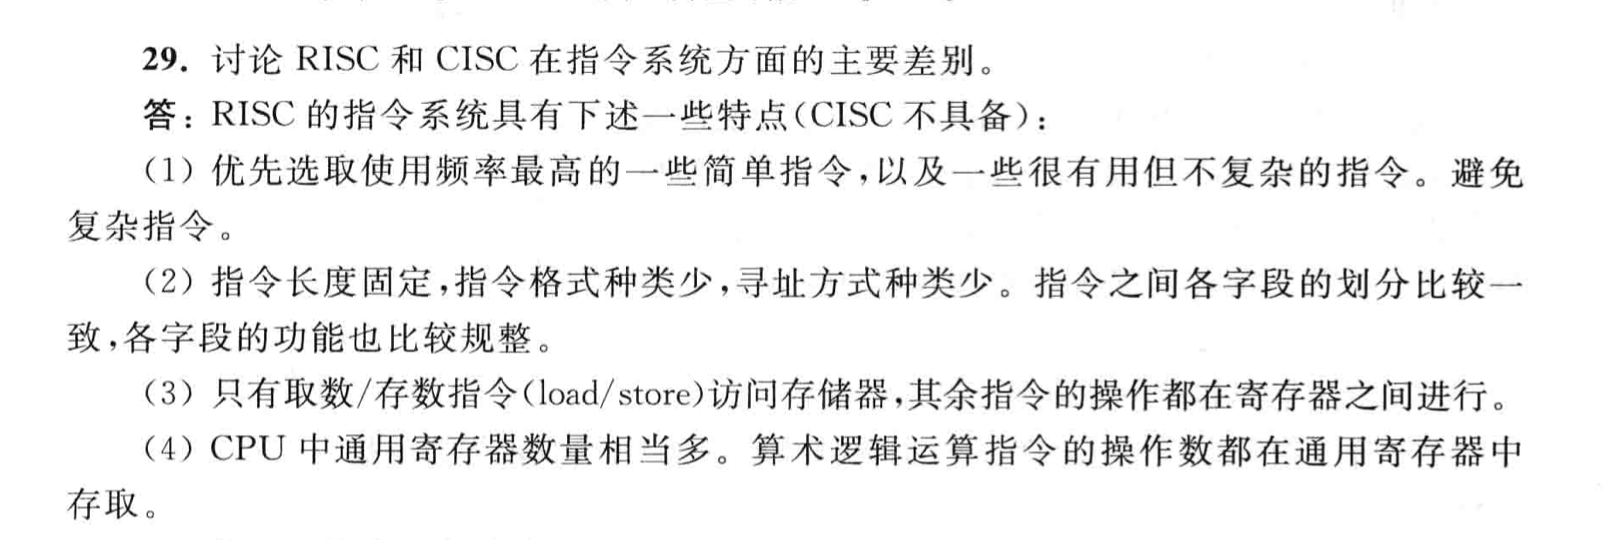 29. 讨论 RISC 和 CISC 在指令系统方面的主要差别。
答：RISC 的指令系统具有下述一些特点(CISC 不具备)：
(1) 优先选取使用频率最高的一些简单指令,以及一些很有用但不复杂的指令。避免
复杂指令。
(2) 指令长度固定,指令格式种类少,寻址方式种类少。指令之间各字段的划分比较一
致,各字段的功能也比较规整。
(3) 只有取数/存数指令(load/store)访问存储器,其余指令的操作都在寄存器之间进行。
(4) CPU 中通用寄存器数量相当多。算术逻辑运算指令的操作数都在通用寄存器中
存取。